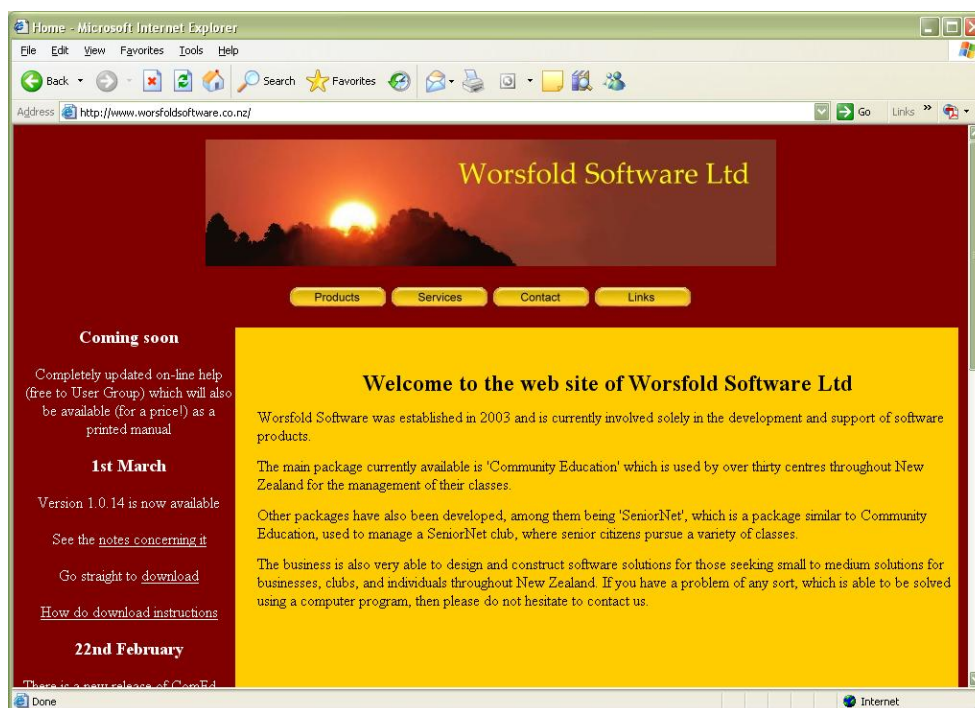 Home - Microsoft Internet Explorer
File Edit View Favorites Tools Help
Back Search Favorites
Address http://www.worsfoldsoftware.co.nz/ Go Links »
Worsfold Software Ltd
Products Services Contact Links
Coming soon
Completely updated on-line help
(free to User Group) which will also
be available (for a price!) as a
printed manual
1st March
Version 1.0.14 is now available
See the notes concerning it
Go straight to download
How do download instructions
22nd February
There is a new release of ComEd
Welcome to the web site of Worsfold Software Ltd
Worsfold Software was established in 2003 and is currently involved solely in the development and support of software
products.
The main package currently available is 'Community Education' which is used by over thirty centres throughout New
Zealand for the management of their classes.
Other packages have also been developed, among them being 'SeniorNet', which is a package similar to Community
Education, used to manage a SeniorNet club, where senior citizens pursue a variety of classes.
The business is also very able to design and construct software solutions for those seeking small to medium solutions for
businesses, clubs, and individuals throughout New Zealand. If you have a problem of any sort, which is able to be solved
using a computer program, then please do not hesitate to contact us.
Done Internet